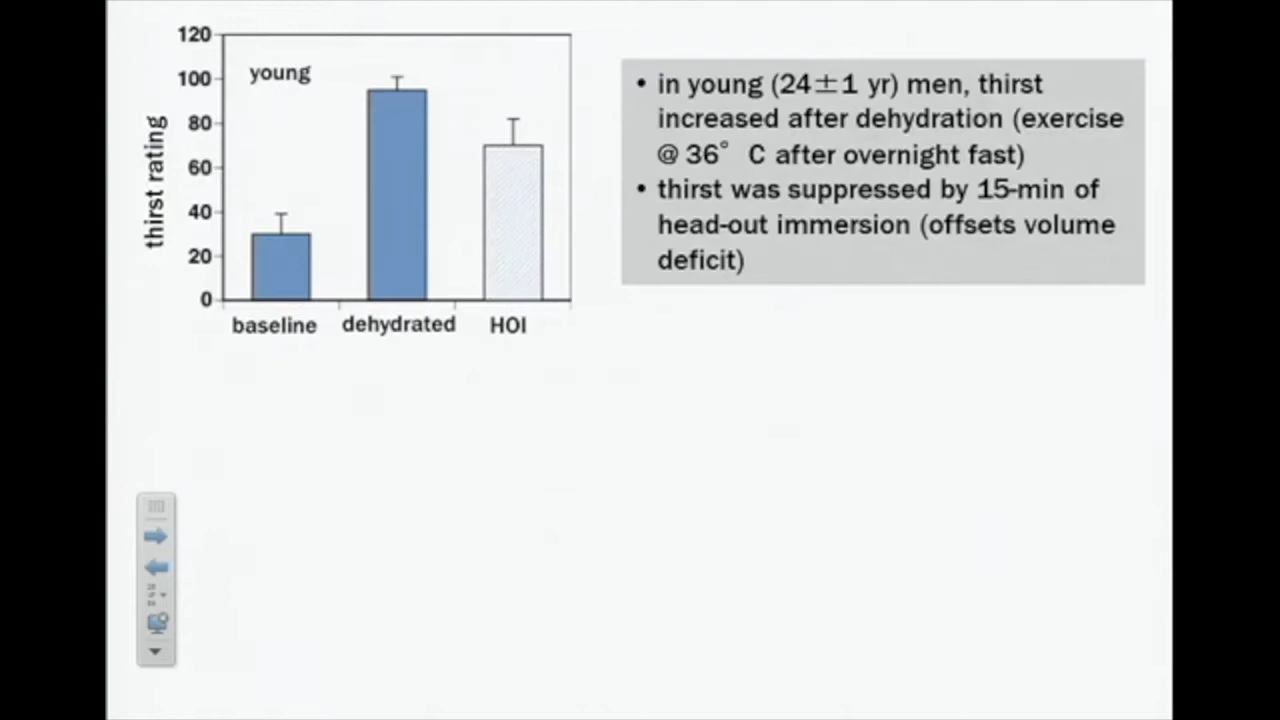 120
100
80
60
40
20
0
thirst rating
young
baseline dehydrated HOI
• in young (24±1 yr) men, thirst
increased after dehydration (exercise
@ 36° C after overnight fast)
• thirst was suppressed by 15-min of
head-out immersion (offsets volume
deficit)